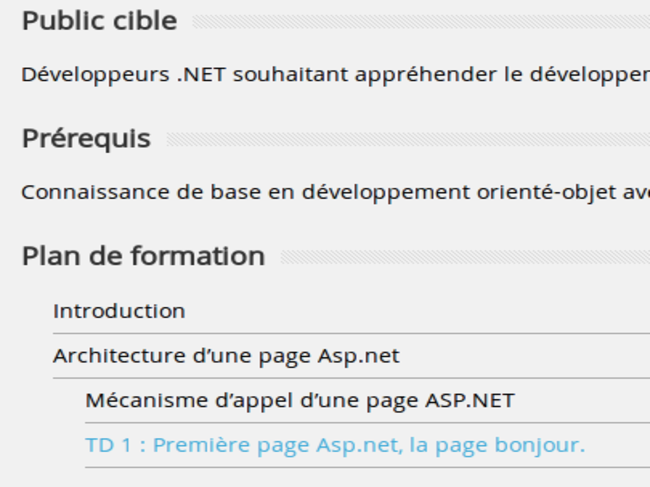 Public cible
Développeurs .NET souhaitant appréhender le
Prérequis
Connaissance de base en développement orienté-objet
Plan de formation
Introduction
Architecture d’une page Asp.net
Mécanisme d’appel d’une page ASP.NET
TD 1 : Première page Asp.net, la page bonjour.